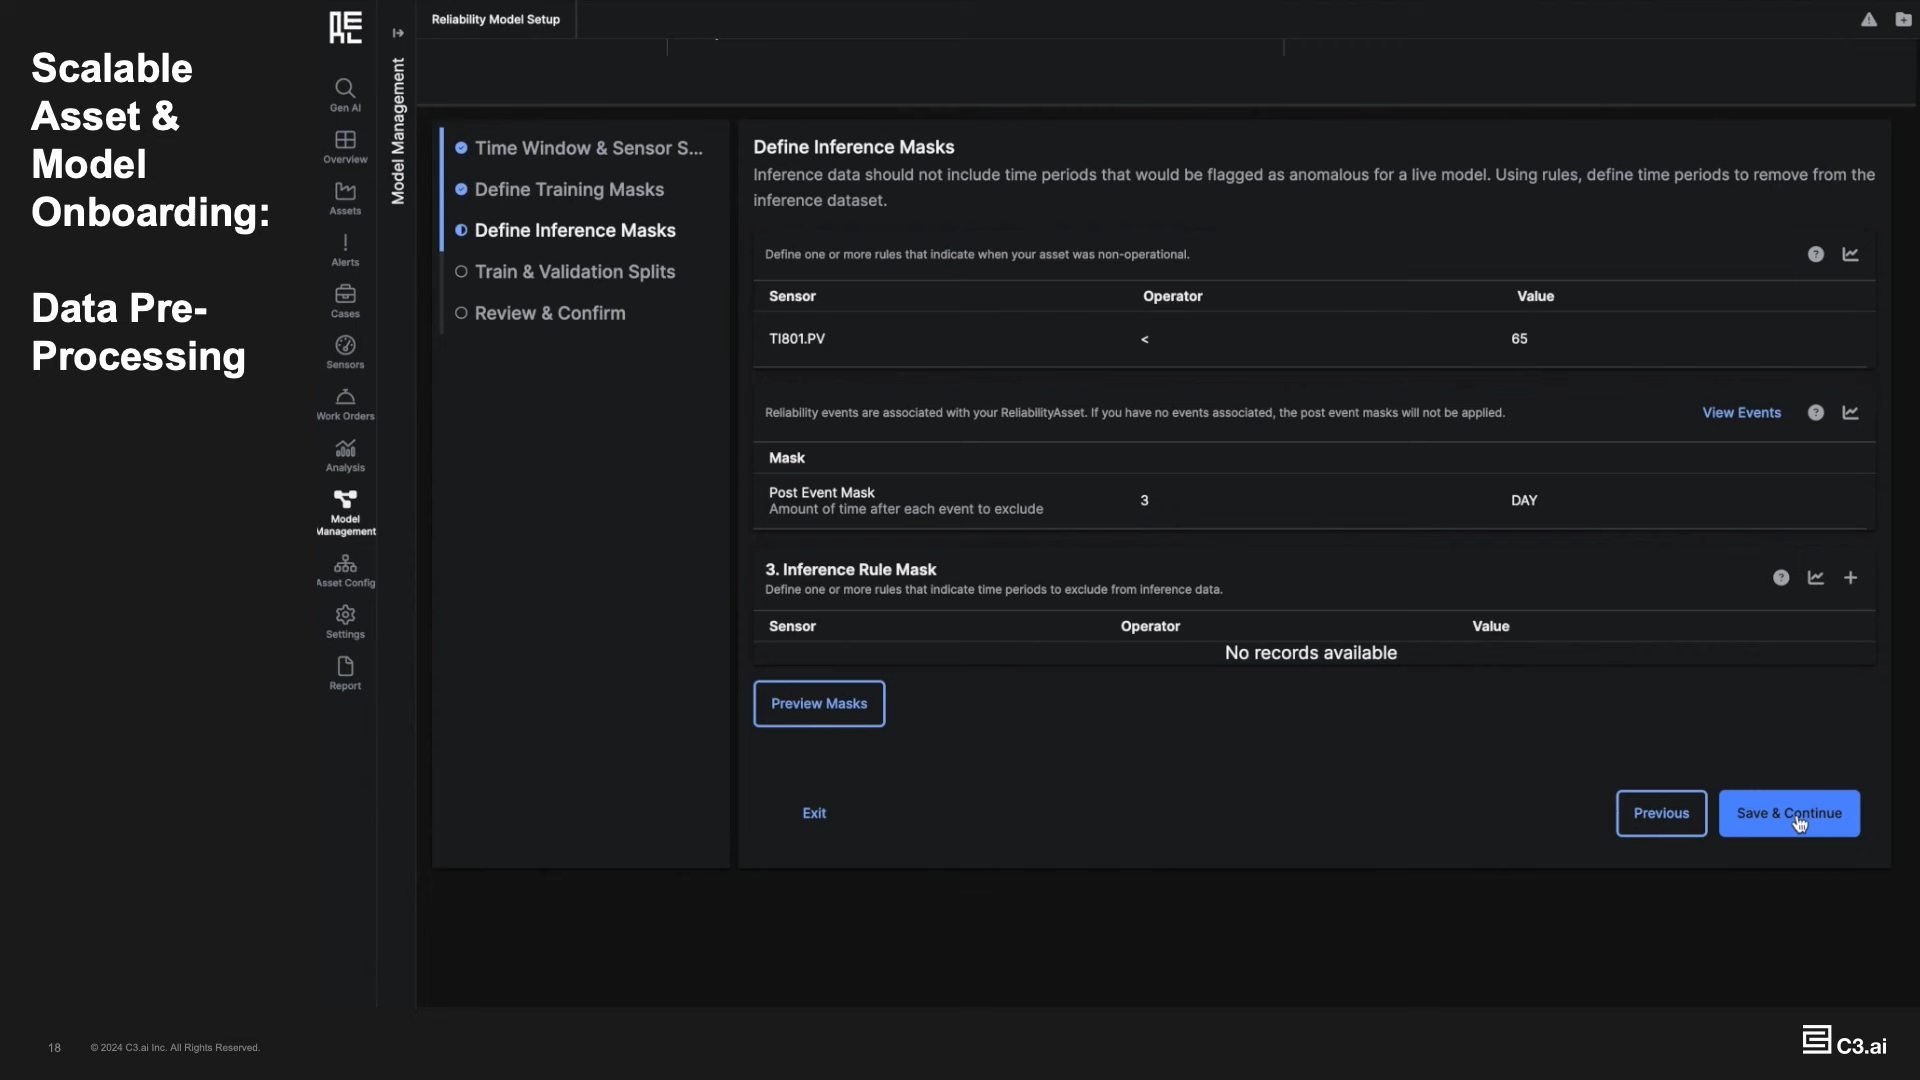 Scalable
Asset &
Model
Onboarding:
Data Pre-
Processing
Gen AI
Overview
Assets
Alerts
Cases
Sensors
Work Orders
Analysis
Model
Management
Asset Config
Settings
Report
Model Management
Reliability Model Setup
Time Window & Sensor S...
Define Training Masks
Define Inference Masks
Train & Validation Splits
Review & Confirm
Define Inference Masks
Inference data should not include time periods that would be flagged as anomalous for a live model. Using rules, define time periods to remove from the
inference dataset.
Define one or more rules that indicate when your asset was non-operational.
Sensor Operator Value
TI801.PV < 65
Reliability events are associated with your ReliabilityAsset. If you have no events associated, the post event masks will not be applied.
View Events
Mask
Post Event Mask
Amount of time after each event to exclude
3 DAY
3. Inference Rule Mask
Define one or more rules that indicate time periods to exclude from inference data.
Sensor Operator Value
No records available
Preview Masks
Exit
Previous
Save & Continue
18
© 2024 C3.ai Inc. All Rights Reserved.
C3.ai